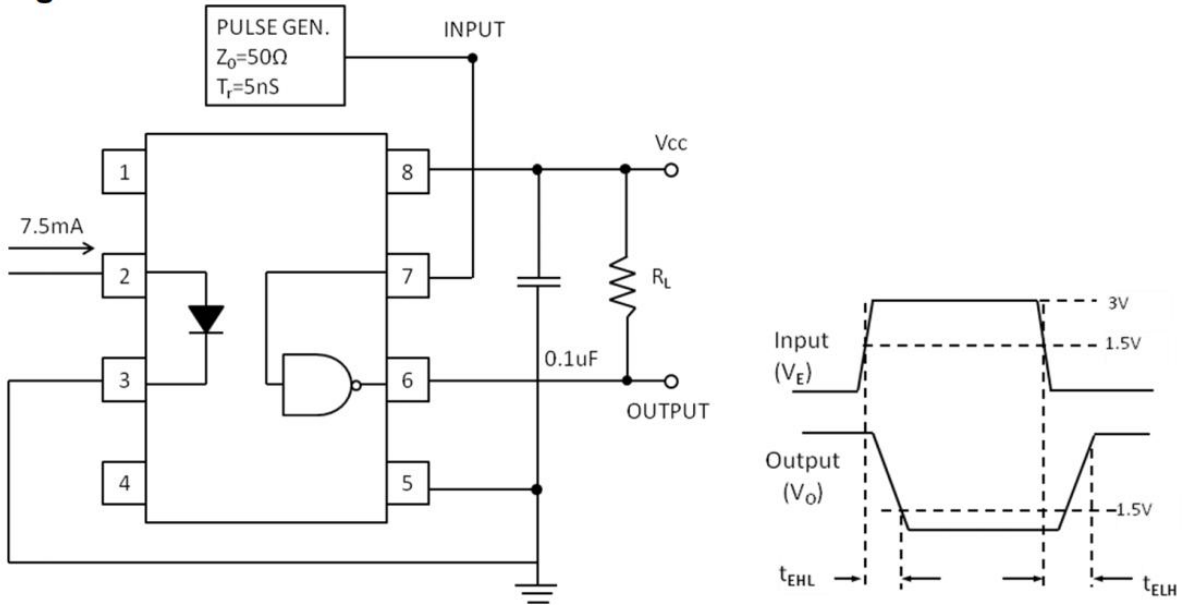 PULSE GEN.
Z₀=50Ω
Tᵣ=5nS
INPUT
Vcc
1
8
7.5mA
2
7
R_L
3
0.1uF
6
OUTPUT
4
5
Input
(V_E)
3V
1.5V
Output
(V_O)
1.5V
t_EHL
t_ELH